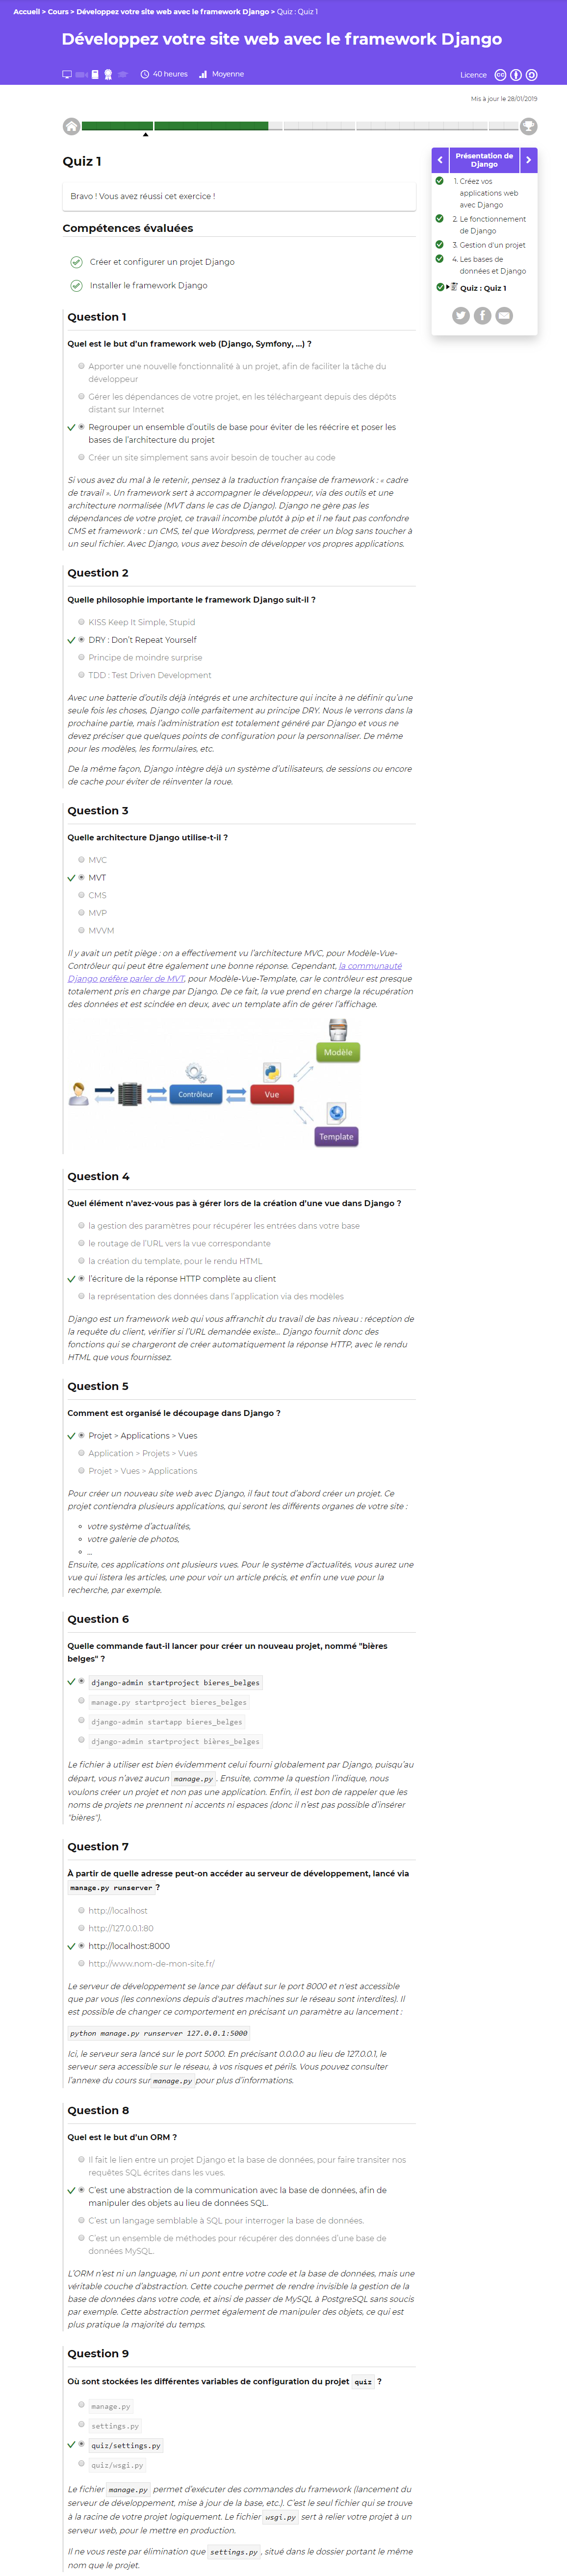 Accueil > Cours > Développez votre site web avec le framework Django > Quiz : Quiz 1
Développez votre site web avec le framework Django
40 heures
Moyenne
Licence
Mis à jour le 28/01/2019
Quiz 1
Bravo ! Vous avez réussi cet exercice !
Compétences évaluées
Créer et configurer un projet Django
Installer le framework Django
Présentation de
Django
1. Créez vos
applications web
avec Django
2. Le fonctionnement
de Django
3. Gestion d'un projet
4. Les bases de
données et Django
Quiz : Quiz 1
Question 1
Quel est le but d'un framework web (Django, Symfony, ...) ?
Apporter une nouvelle fonctionnalité à un projet, afin de faciliter la tâche du
développeur
Gérer les dépendances de votre projet, en les téléchargeant depuis des dépôts
distant sur Internet
Regrouper un ensemble d'outils de base pour éviter de les réécrire et poser les
bases de l'architecture du projet
Créer un site simplement sans avoir besoin de toucher au code
Si vous avez du mal à le retenir, pensez à la traduction française de framework : « cadre
de travail ». Un framework sert à accompagner le développeur, via des outils et une
architecture normalisée (MVT dans le cas de Django). Django ne gère pas les
dépendances de votre projet, ce travail incombe plutôt à pip et il ne faut pas confondre
CMS et framework : un CMS, tel que Wordpress, permet de créer un blog sans toucher à
un seul fichier. Avec Django, vous avez besoin de développer vos propres applications.
Question 2
Quelle philosophie importante le framework Django suit-il ?
KISS Keep It Simple, Stupid
DRY : Don't Repeat Yourself
Principe de moindre surprise
TDD : Test Driven Development
Avec une batterie d'outils déjà intégrés et une architecture qui incite à ne définir qu'une
seule fois les choses, Django colle parfaitement au principe DRY. Nous le verrons dans la
prochaine partie, mais l'administration est totalement généré par Django et vous ne
devez préciser que quelques points de configuration pour la personnaliser. De même
pour les modèles, les formulaires, etc.
De la même façon, Django intègre déjà un système d'utilisateurs, de sessions ou encore
de cache pour éviter de réinventer la roue.
Question 3
Quelle architecture Django utilise-t-il ?
MVC
MVT
CMS
MVP
MVVM
Il y avait un petit piège : on a effectivement vu l'architecture MVC, pour Modèle-Vue-
Contrôleur qui peut être également une bonne réponse. Cependant, la communauté
Django préfère parler de MVT, pour Modèle-Vue-Template, car le contrôleur est presque
totalement pris en charge par Django. De ce fait, la vue prend en charge la récupération
des données et est scindée en deux, avec un template afin de gérer l'affichage.
Modèle
Contrôleur
Vue
Template
Question 4
Quel élément n'avez-vous pas à gérer lors de la création d'une vue dans Django ?
la gestion des paramètres pour récupérer les entrées dans votre base
le routage de l'URL vers la vue correspondante
la création du template, pour le rendu HTML
l'écriture de la réponse HTTP complète au client
la représentation des données dans l'application via des modèles
Django est un framework web qui vous affranchit du travail de bas niveau : réception de
la requête du client, vérifier si l'URL demandée existe... Django fournit donc des
fonctions qui se chargeront de créer automatiquement la réponse HTTP, avec le rendu
HTML que vous fournissez.
Question 5
Comment est organisé le découpage dans Django ?
Projet > Applications > Vues
Application > Projets > Vues
Projet > Vues > Applications
Pour créer un nouveau site web avec Django, il faut tout d'abord créer un projet. Ce
projet contiendra plusieurs applications, qui seront les différents organes de votre site :
votre système d'actualités,
votre galerie de photos,
...
Ensuite, ces applications ont plusieurs vues. Pour le système d'actualités, vous aurez une
vue qui listera les articles, une pour voir un article précis, et enfin une vue pour la
recherche, par exemple.
Question 6
Quelle commande faut-il lancer pour créer un nouveau projet, nommé "bières
belges" ?
django-admin startproject bieres_belges
manage.py startproject bieres_belges
django-admin startapp bieres_belges
django-admin startproject bières_belges
Le fichier à utiliser est bien évidemment celui fourni globalement par Django, puisqu'au
départ, vous n'avez aucun manage.py. Ensuite, comme la question l'indique, nous
voulons créer un projet et non pas une application. Enfin, il est bon de rappeler que les
noms de projets ne prennent ni accents ni espaces (donc il n'est pas possible d'insérer
"bières").
Question 7
À partir de quelle adresse peut-on accéder au serveur de développement, lancé via
manage.py runserver ?
http://localhost
http://127.0.0.1:80
http://localhost:8000
http://www.nom-de-mon-site.fr/
Le serveur de développement se lance par défaut sur le port 8000 et n'est accessible
que par vous (les connexions depuis d'autres machines sur le réseau sont interdites). Il
est possible de changer ce comportement en précisant un paramètre au lancement :
python manage.py runserver 127.0.0.1:5000
Ici, le serveur sera lancé sur le port 5000. En précisant 0.0.0.0 au lieu de 127.0.0.1, le
serveur sera accessible sur le réseau, à vos risques et périls. Vous pouvez consulter
l'annexe du cours sur manage.py pour plus d'informations.
Question 8
Quel est le but d'un ORM ?
Il fait le lien entre un projet Django et la base de données, pour faire transiter nos
requêtes SQL écrites dans les vues.
C'est une abstraction de la communication avec la base de données, afin de
manipuler des objets au lieu de données SQL.
C'est un langage semblable à SQL pour interroger la base de données.
C'est un ensemble de méthodes pour récupérer des données d'une base de
données MySQL.
L'ORM n'est ni un language, ni un pont entre votre code et la base de données, mais une
véritable couche d'abstraction. Cette couche permet de rendre invisible la gestion de la
base de données dans votre code, et ainsi de passer de MySQL à PostgreSQL sans soucis
par exemple. Cette abstraction permet également de manipuler des objets, ce qui est
plus pratique la majorité du temps.
Question 9
Où sont stockées les différentes variables de configuration du projet quiz ?
manage.py
settings.py
quiz/settings.py
quiz/wsgi.py
Le fichier manage.py permet d'exécuter des commandes du framework (lancement du
serveur de développement, mise à jour de la base, etc.). C'est le seul fichier qui se trouve
à la racine de votre projet logiquement. Le fichier wsgi.py sert à relier votre projet à un
serveur web, pour le mettre en production.
Il ne vous reste par élimination que settings.py, situé dans le dossier portant le même
nom que le projet.